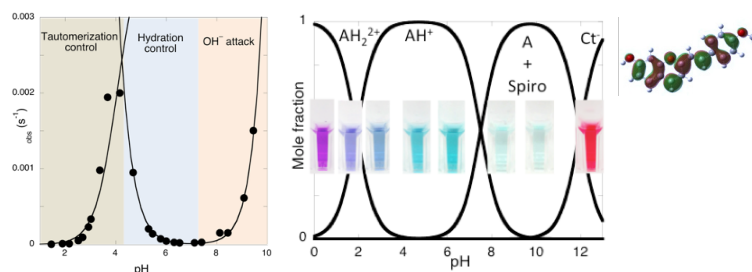 Tautomerization control
Hydration control
OH⁻ attack
0.003
0.002
0.001
0
obs (s⁻¹)
0 2 4 6 8 10
pH
1
0
Mole fraction
AH₂²⁺
AH⁺
A
+
Spiro
Ct⁻
0 2 4 6 8 10 12
pH